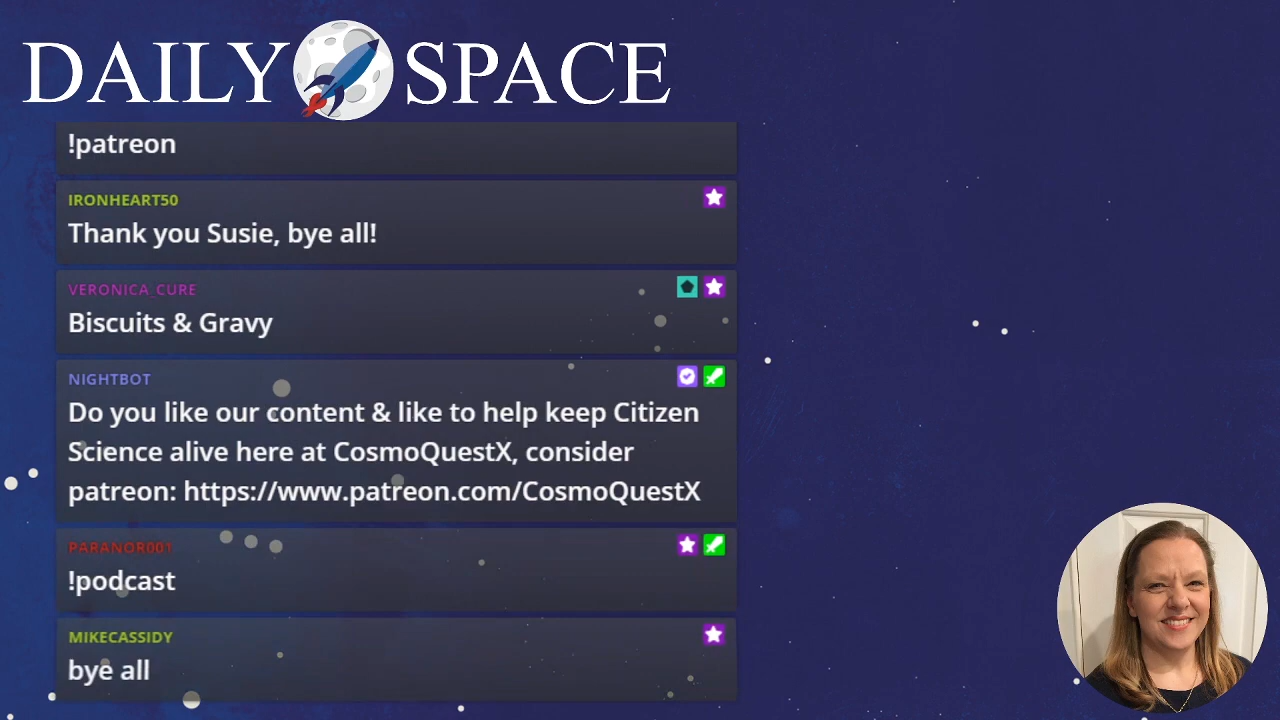 DAILY SPACE
!patreon
IRONHEART50
Thank you Susie, bye all!
VERONICA_CURE
Biscuits & Gravy
NIGHTBOT
Do you like our content & like to help keep Citizen
Science alive here at CosmoQuestX, consider
patreon: https://www.patreon.com/CosmoQuestX
PARANOR001
!podcast
MIKECASSIDY
bye all